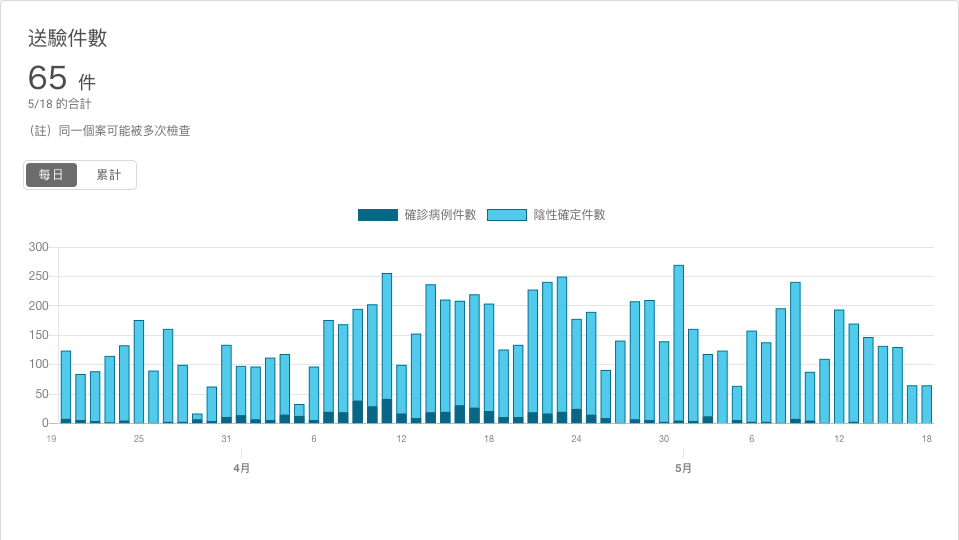 送驗件數
65 件
5/18 的合計
（註）同一個案可能被多次檢查
每日 累計
確診病例件數 陰性確定件數
300
250
200
150
100
50
0
19 25 31 6 12 18 24 30 6 12 18
4月 5月